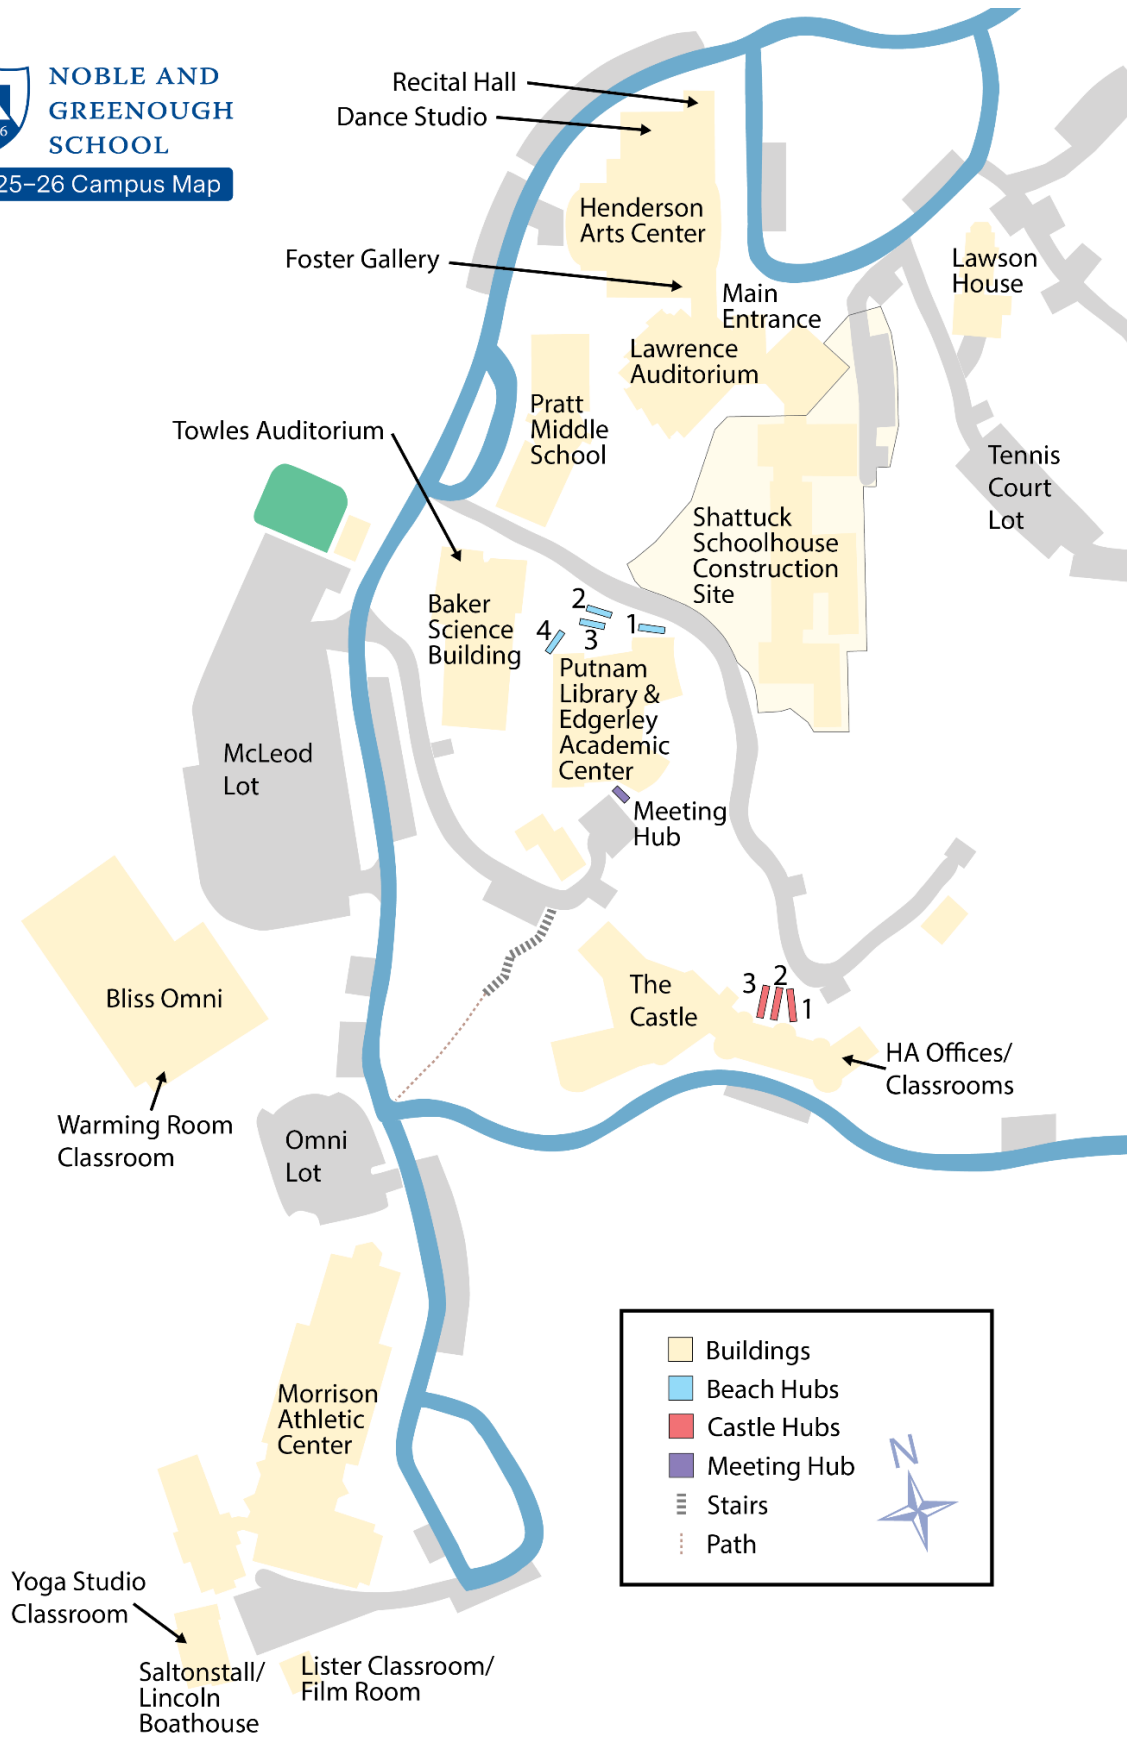 NOBLE AND
GREENOUGH
SCHOOL
25–26 Campus Map
Recital Hall
Dance Studio
Henderson
Arts Center
Foster Gallery
Main
Entrance
Lawson
House
Lawrence
Auditorium
Pratt
Middle
School
Towles Auditorium
Tennis
Court
Lot
Shattuck
Schoolhouse
Construction
Site
Baker
Science
Building
2
4
3
1
Putnam
Library &
Edgerley
Academic
Center
McLeod
Lot
Meeting
Hub
Bliss Omni
The
Castle
3
2
1
HA Offices/
Classrooms
Warming Room
Classroom
Omni
Lot
Morrison
Athletic
Center
Buildings
Beach Hubs
Castle Hubs
Meeting Hub
Stairs
Path
N
Yoga Studio
Classroom
Saltonstall/
Lincoln
Boathouse
Lister Classroom/
Film Room